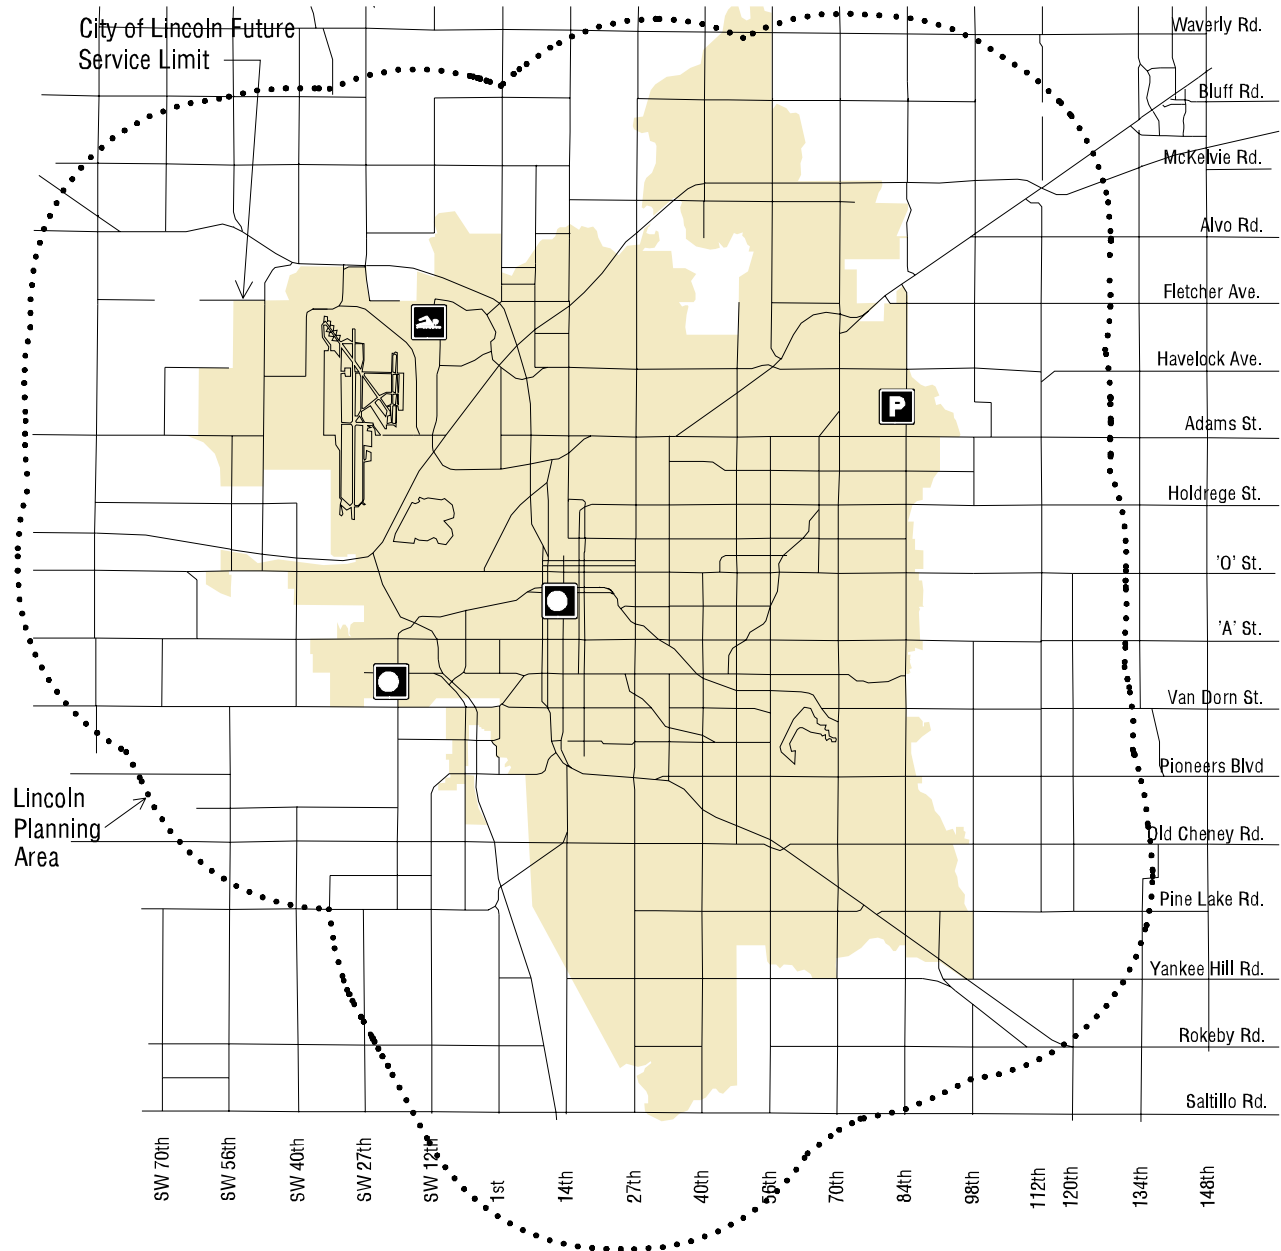 City of Lincoln Future
Service Limit
Waverly Rd.
Bluff Rd.
McKelvie Rd.
Alvo Rd.
Fletcher Ave.
Havelock Ave.
P
Adams St.
Holdrege St.
'O' St.
'A' St.
Van Dorn St.
Pioneers Blvd
Lincoln
Planning
Area
Old Cheney Rd.
Pine Lake Rd.
Yankee Hill Rd.
Rokeby Rd.
Saltillo Rd.
SW 70th
SW 56th
SW 40th
SW 27th
SW 12th
1st
14th
27th
40th
56th
70th
84th
98th
112th
120th
134th
148th